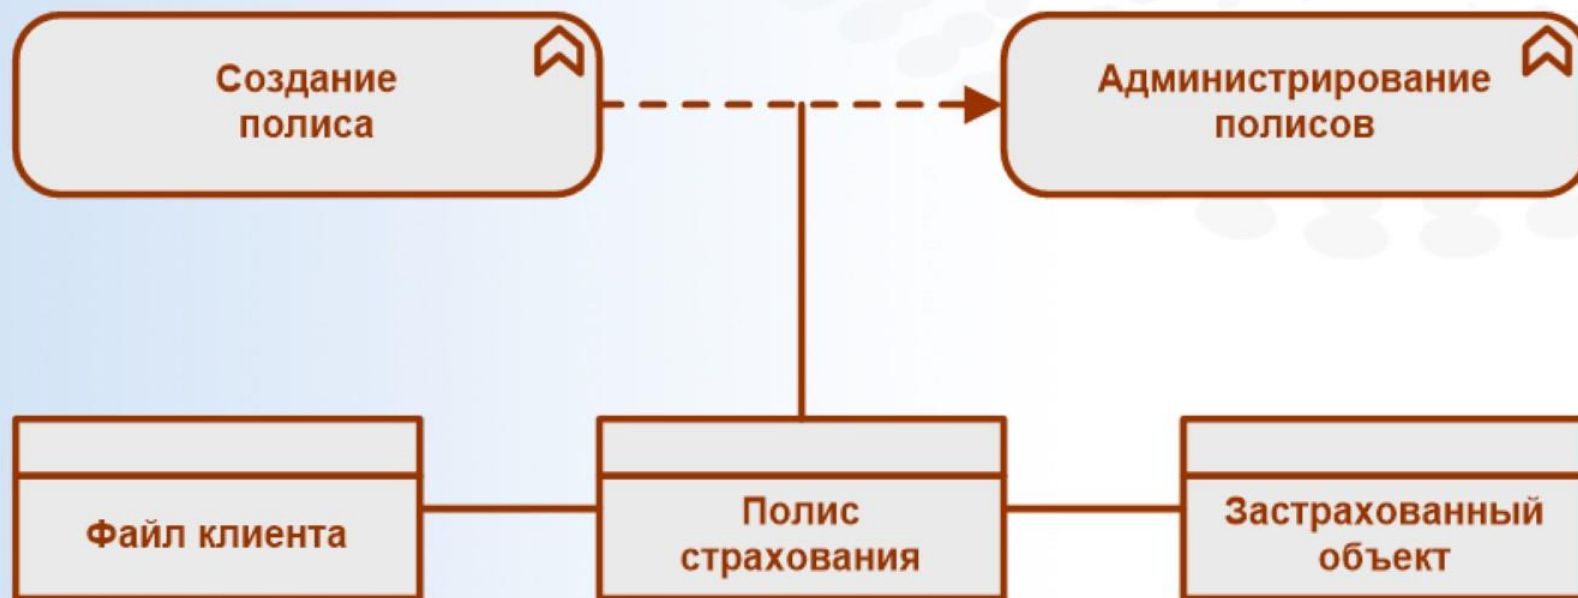 Создание
полиса
Администрирование
полисов
Файл клиента
Полис
страхования
Застрахованный
объект